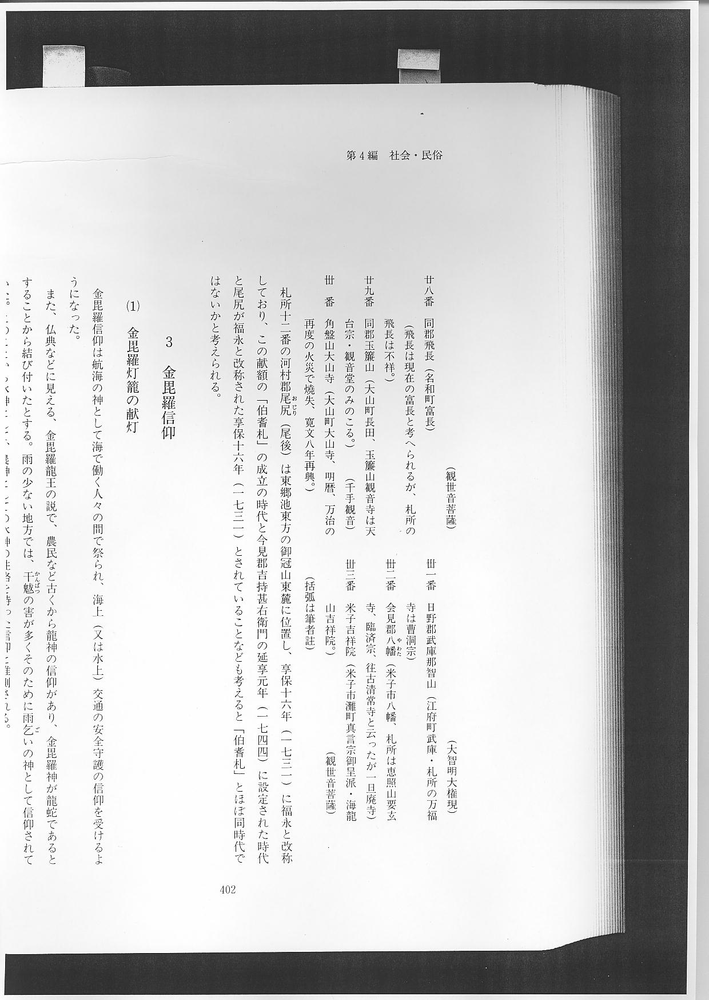 第4編　社会・民俗
（観世音菩薩）
廿八番　同郡飛長（名和町富長）
（飛長は現在の富長と考へられるが、札所の
飛長は不祥。）
廿九番　同郡玉簾山（大山町長田、玉簾山観音寺は天
台宗・観音堂のみのこる。）　（千手観音）
丗　番　角盤山大山寺（大山町大山寺、明暦、万治の
再度の火災で焼失、寛文八年再興。）
（大智明大権現）
丗一番　日野郡武庫那智山（江府町武庫・札所の万福
寺は曹洞宗）
丗二番　会見郡八幡（米子市八幡、札所は恵照山要玄
やわた
寺、臨済宗、往古清常寺と云ったが一旦廃寺）
丗三番　米子吉祥院（米子市灘町真言宗御呈派・海龍
山吉祥院。）　（観世音菩薩）
（括弧は筆者註）
札所十二番の河村郡尾尻（尾後）は東郷池東方の御冠山東麓に位置し、享保十六年（一七三一）に福永と改称
おじり
しており、この献額の「伯耆札」の成立の時代と今見郡吉持甚右衛門の延享元年（一七四四）に設定された時代
と尾尻が福永と改称された享保十六年（一七三一）とされていることなども考えると「伯耆札」とほぼ同時代で
はないかと考えられる。
3　金毘羅信仰
(1)　金毘羅灯籠の献灯
金毘羅信仰は航海の神として海で働く人々の間で祭られ、海上（又は水上）交通の安全守護の信仰を受けるよ
うになった。
また、仏典などに見える、金毘羅龍王の説で、農民など古くから龍神の信仰があり、金毘羅神が龍蛇であると
することから結び付いたとする。雨の少ない地方では、干魃の害が多くそのために雨乞いの神として信仰されて
かんばつ
ご
402